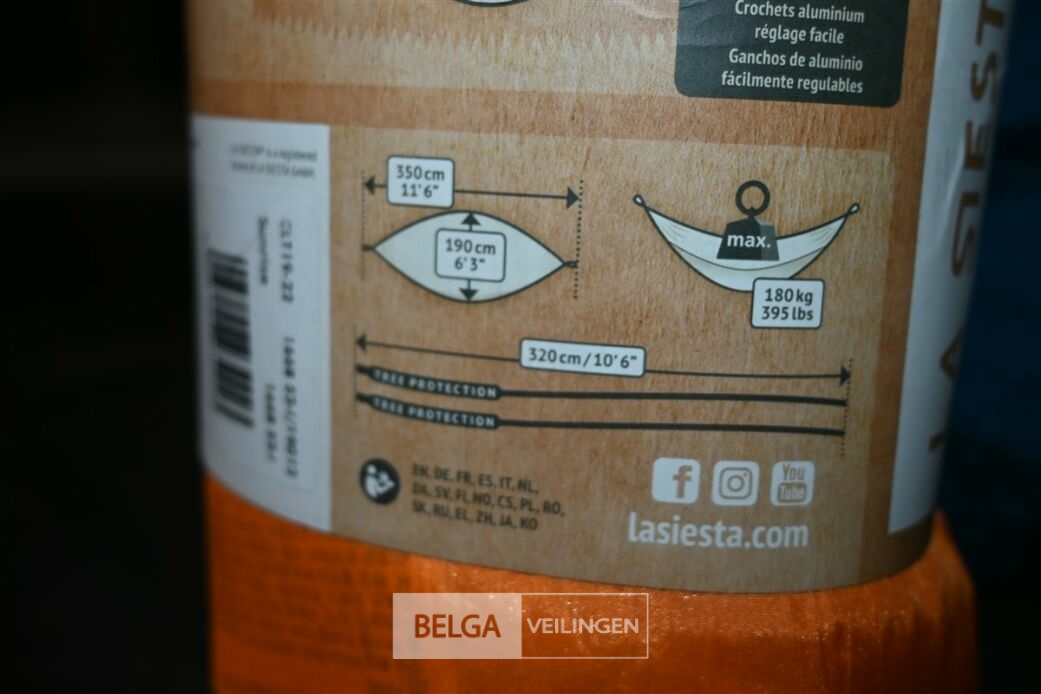 Crochets aluminium
réglage facile
Ganchos de aluminio
fácilmente regulables
LA SIESTA
350 cm
11'6"
190 cm
6'3"
max.
180 kg
395 lbs
320 cm / 10'6"
TREE PROTECTION
TREE PROTECTION
EN, DE, FR, ES, IT, NL,
DA, SV, FI, NO, CS, PL, RO,
SK, RU, EL, ZH, JA, KO
f
You
Tube
lasiesta.com
Sunrise
BELGA VEILINGEN